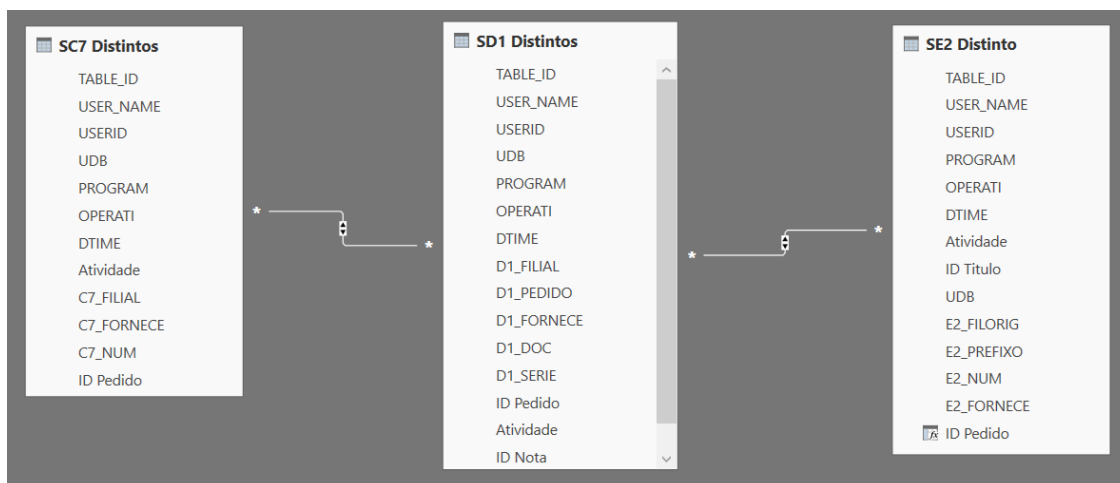 SC7 Distintos
TABLE_ID
USER_NAME
USERID
UDB
PROGRAM
OPERATI
DTIME
Atividade
C7_FILIAL
C7_FORNECE
C7_NUM
ID Pedido
*
*
SD1 Distintos
TABLE_ID
USER_NAME
USERID
UDB
PROGRAM
OPERATI
DTIME
D1_FILIAL
D1_PEDIDO
D1_FORNECE
D1_DOC
D1_SERIE
ID Pedido
Atividade
ID Nota
*
*
SE2 Distinto
TABLE_ID
USER_NAME
USERID
PROGRAM
OPERATI
DTIME
Atividade
ID Titulo
UDB
E2_FILORIG
E2_PREFIXO
E2_NUM
E2_FORNECE
fx ID Pedido